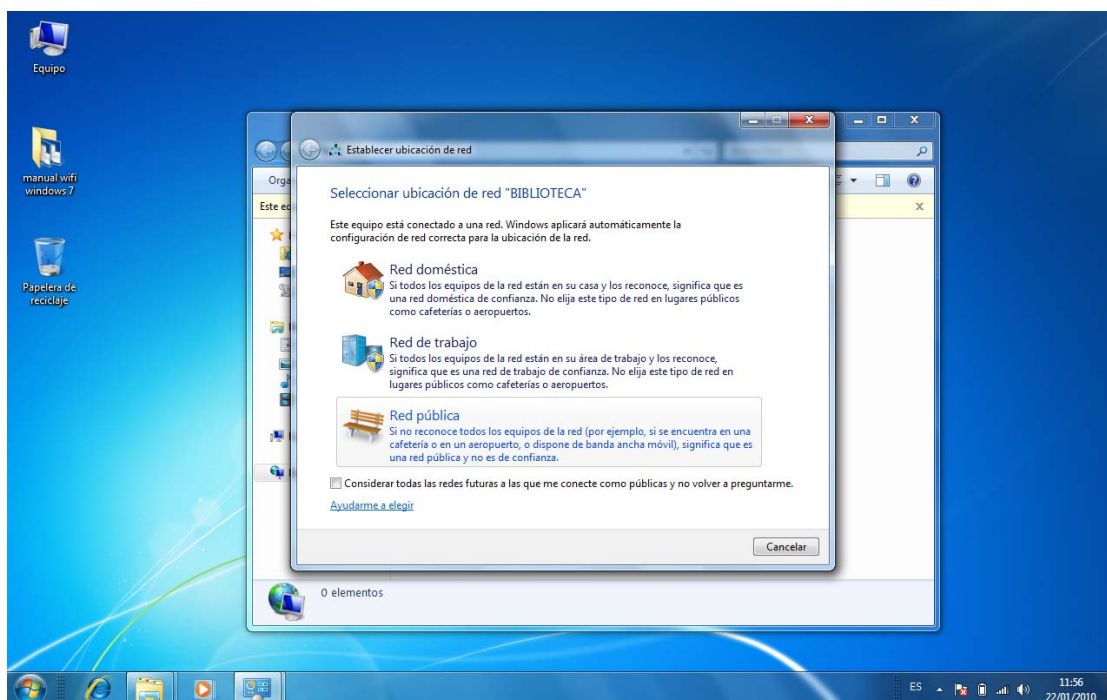 Equipo
manual wifi
windows 7
Papelera de
reciclaje
Establecer ubicación de red
Orga
Este eq
Seleccionar ubicación de red "BIBLIOTECA"
Este equipo está conectado a una red. Windows aplicará automáticamente la
configuración de red correcta para la ubicación de la red.
Red doméstica
Si todos los equipos de la red están en su casa y los reconoce, significa que es
una red doméstica de confianza. No elija este tipo de red en lugares públicos
como cafeterías o aeropuertos.
Red de trabajo
Si todos los equipos de la red están en su área de trabajo y los reconoce,
significa que es una red de trabajo de confianza. No elija este tipo de red en
lugares públicos como cafeterías o aeropuertos.
Red pública
Si no reconoce todos los equipos de la red (por ejemplo, si se encuentra en una
cafetería o en un aeropuerto, o dispone de banda ancha móvil), significa que es
una red pública y no es de confianza.
Considerar todas las redes futuras a las que me conecte como públicas y no volver a preguntarme.
Ayudarme a elegir
Cancelar
0 elementos
ES
11:56
22/01/2010